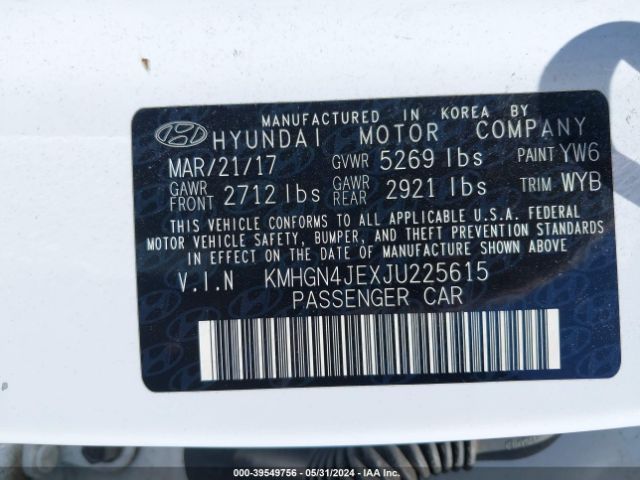 MANUFACTURED IN KOREA BY
HYUNDAI MOTOR COMPANY
MAR/21/17 GVWR 5269 lbs PAINT YW6
GAWR FRONT 2712 lbs GAWR REAR 2921 lbs TRIM WYB
THIS VEHICLE CONFORMS TO ALL APPLICABLE U.S.A. FEDERAL
MOTOR VEHICLE SAFETY, BUMPER, AND THEFT PREVENTION STANDARDS
IN EFFECT ON THE DATE OF MANUFACTURE SHOWN ABOVE
V.I.N KMHGN4JEXJU225615
PASSENGER CAR
000-39549756 - 05/31/2024 - IAA Inc.